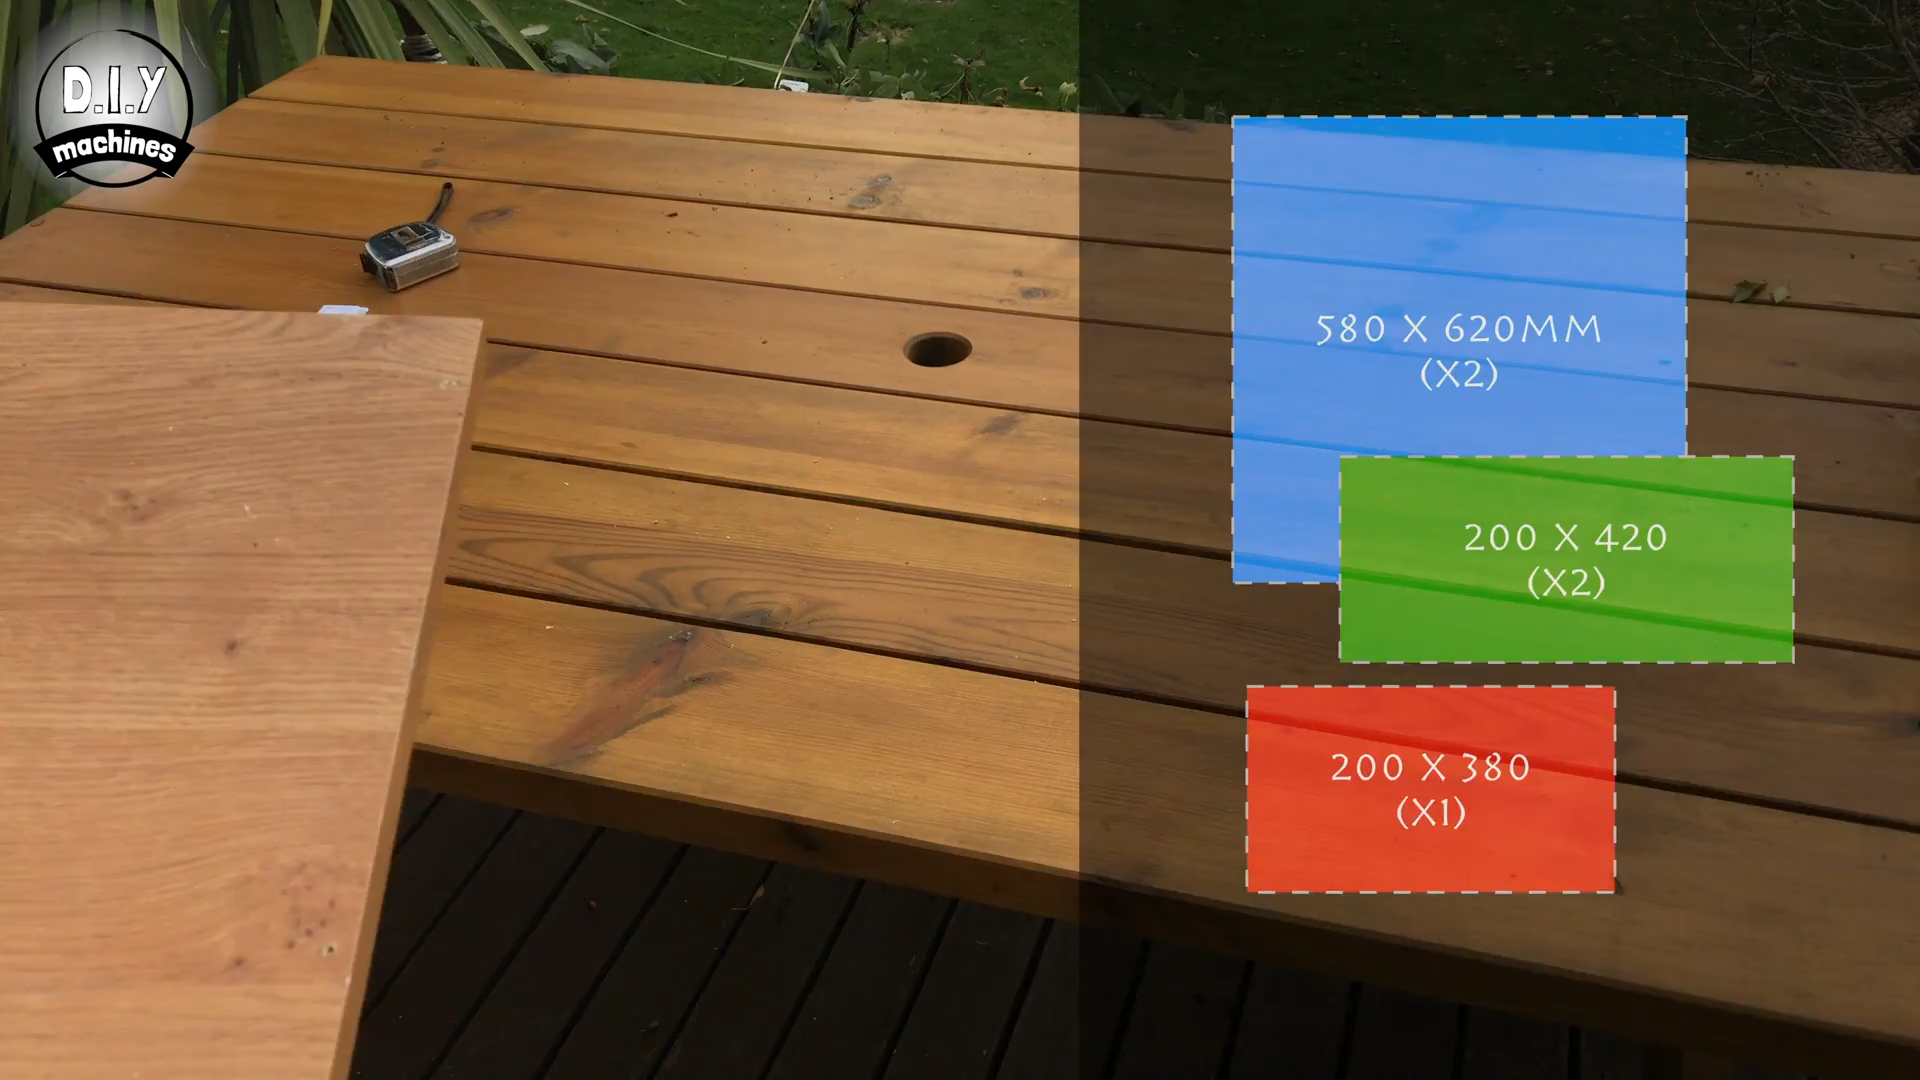 D.I.Y
machines
580 X 620MM
(X2)
200 X 420
(X2)
200 X 380
(X1)